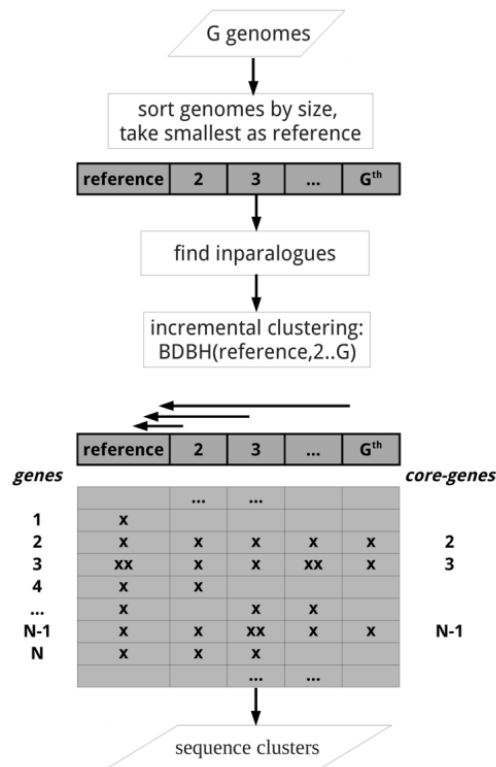 G genomes
sort genomes by size,
take smallest as reference
reference 2 3 ... Gth
find inparalogues
incremental clustering:
BDBH(reference,2..G)
reference 2 3 ... Gth
genes core-genes
... ...
1 x
2 x x x x x 2
3 xx x x xx x 3
4 x x
... x x x
N-1 x x xx x x N-1
N x x x
... ...
sequence clusters